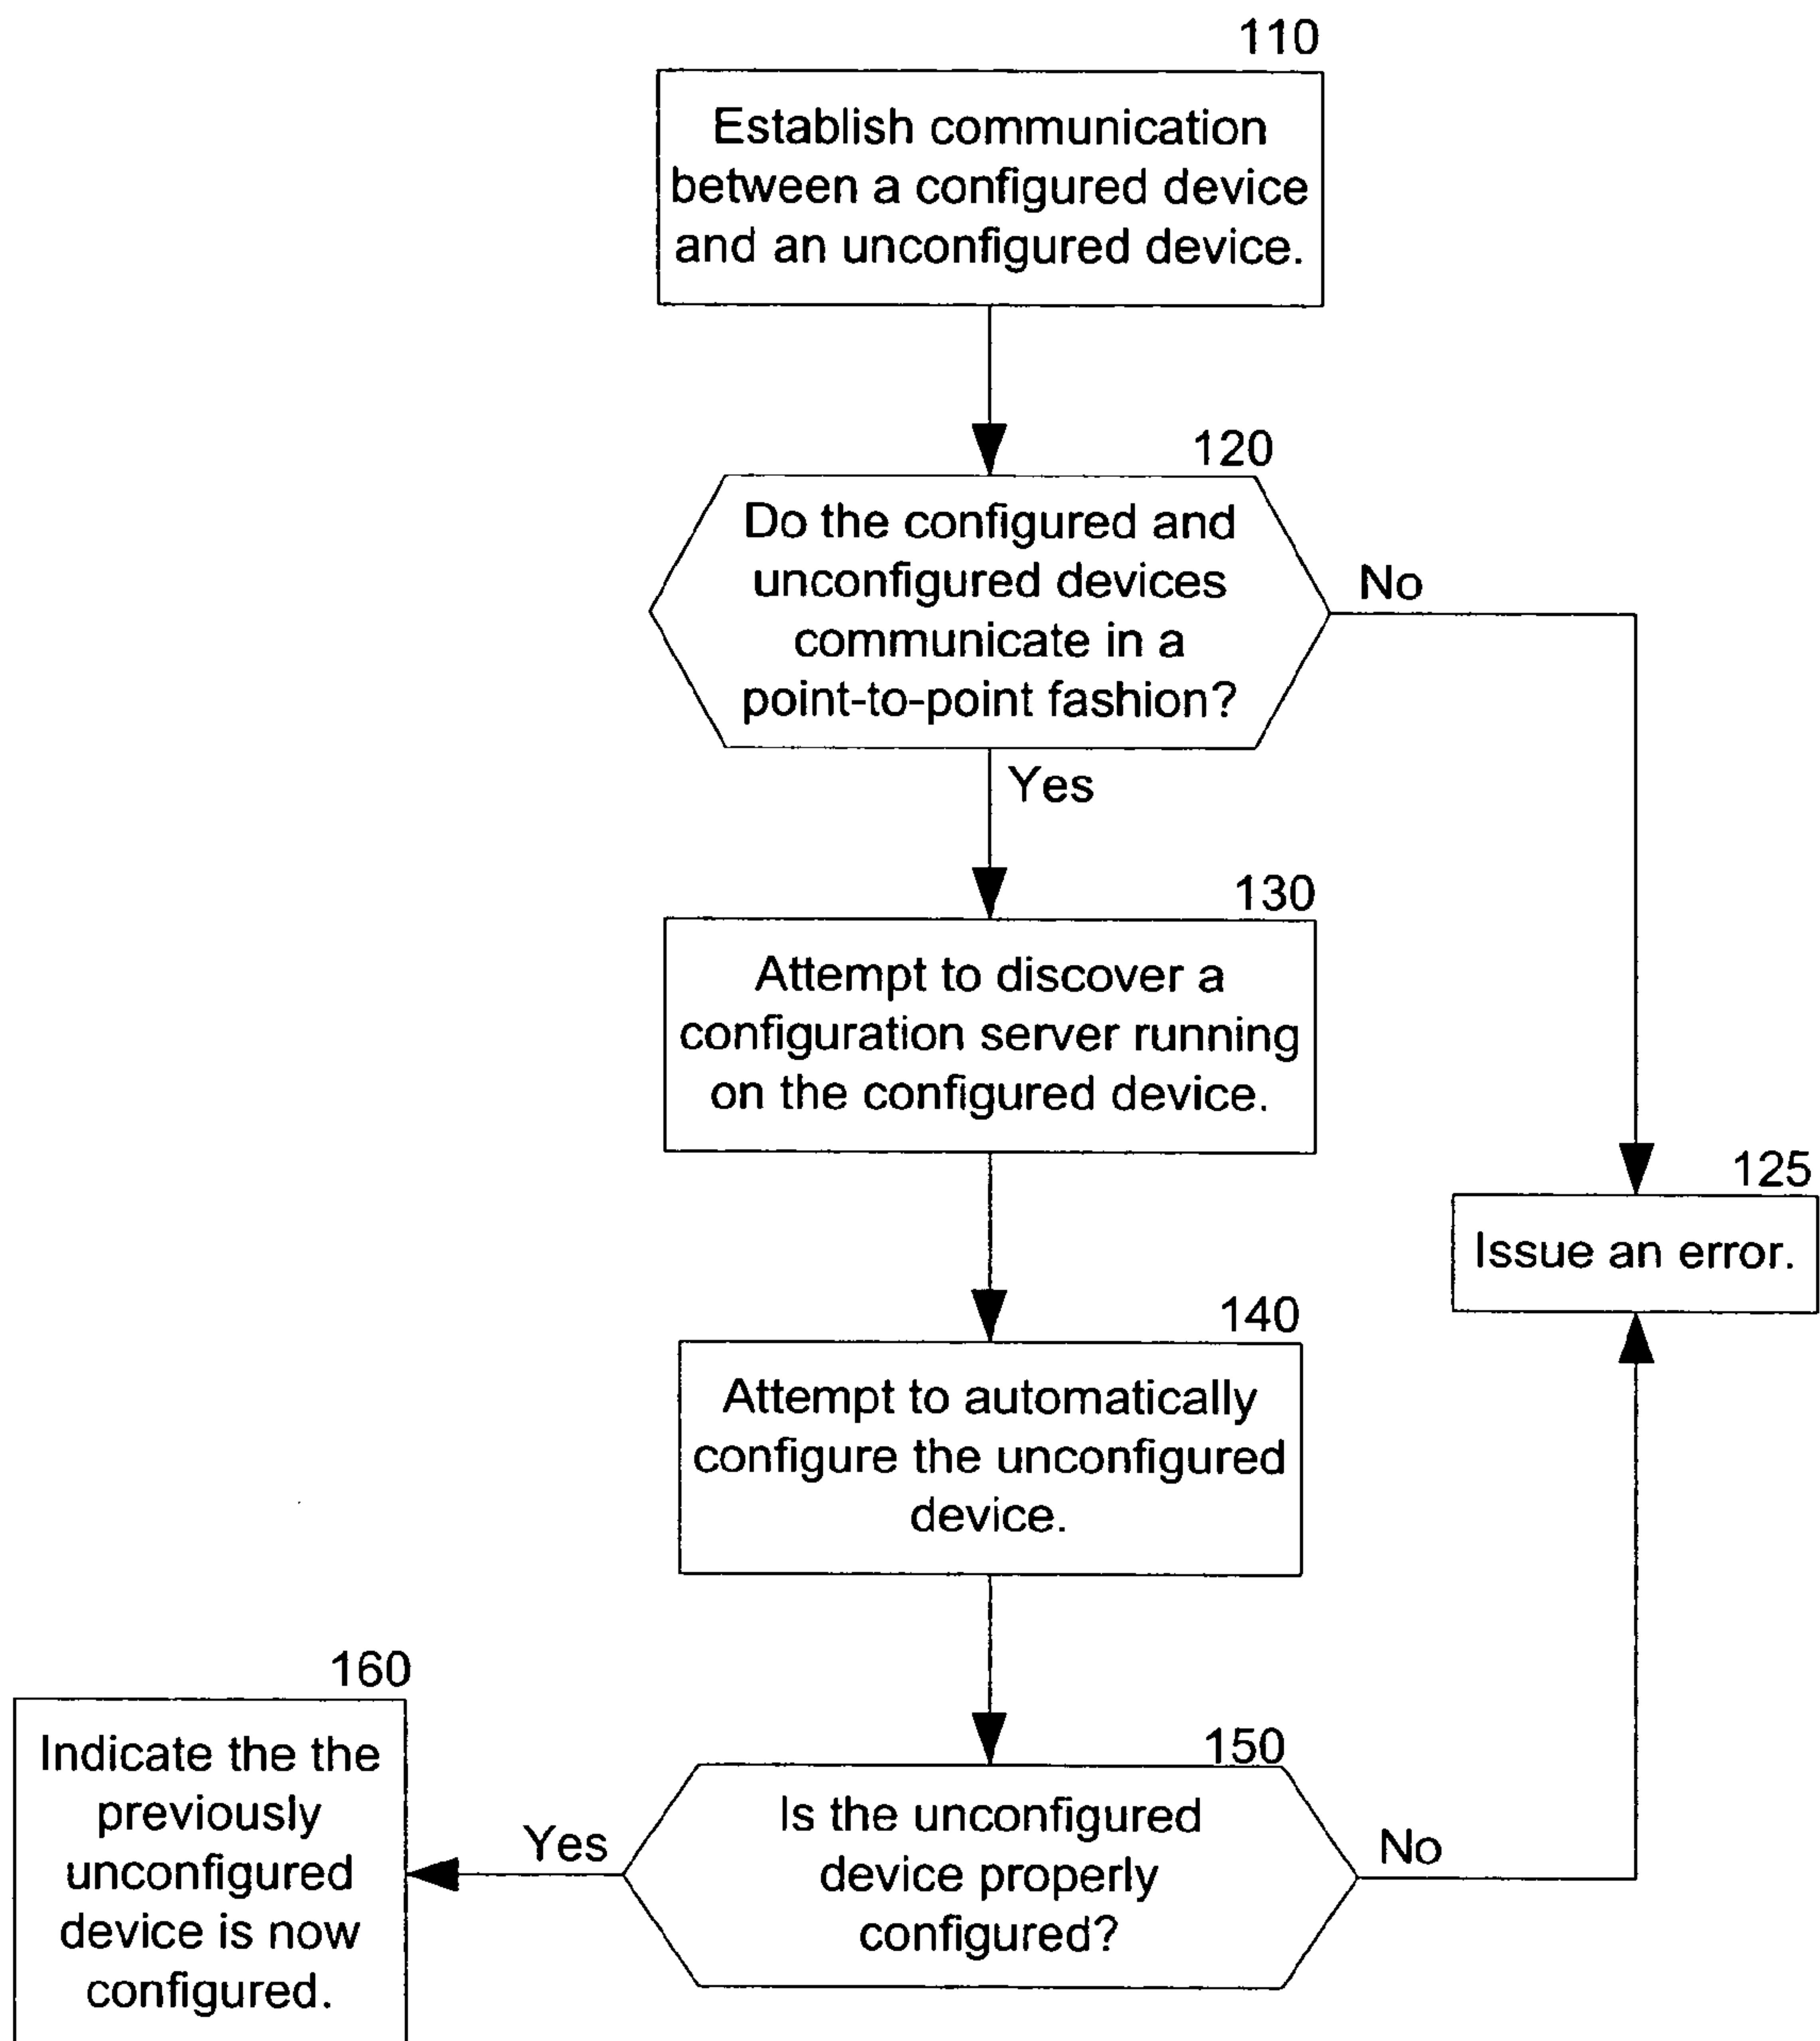 110
Establish communication
between a configured device
and an unconfigured device.
120
Do the configured and
unconfigured devices
communicate in a
point-to-point fashion?
No
Yes
130
Attempt to discover a
configuration server running
on the configured device.
125
Issue an error.
140
Attempt to automatically
configure the unconfigured
device.
160
Indicate the the
previously
unconfigured
device is now
configured.
150
Is the unconfigured
device properly
configured?
Yes
No